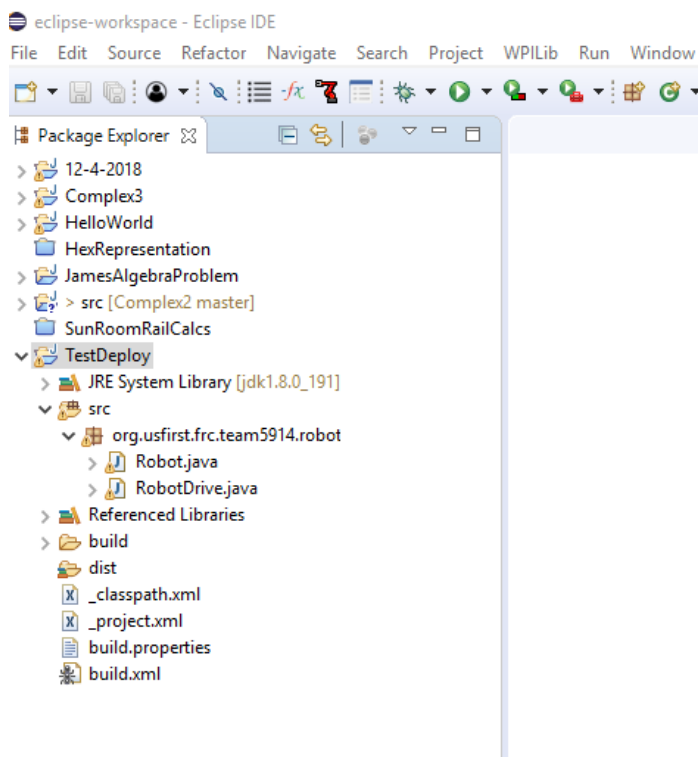 eclipse-workspace - Eclipse IDE
File Edit Source Refactor Navigate Search Project WPILib Run Window
Package Explorer
12-4-2018
Complex3
HelloWorld
HexRepresentation
JamesAlgebraProblem
> src [Complex2 master]
SunRoomRailCalcs
TestDeploy
JRE System Library [jdk1.8.0_191]
src
org.usfirst.frc.team5914.robot
Robot.java
RobotDrive.java
Referenced Libraries
build
dist
_classpath.xml
_project.xml
build.properties
build.xml